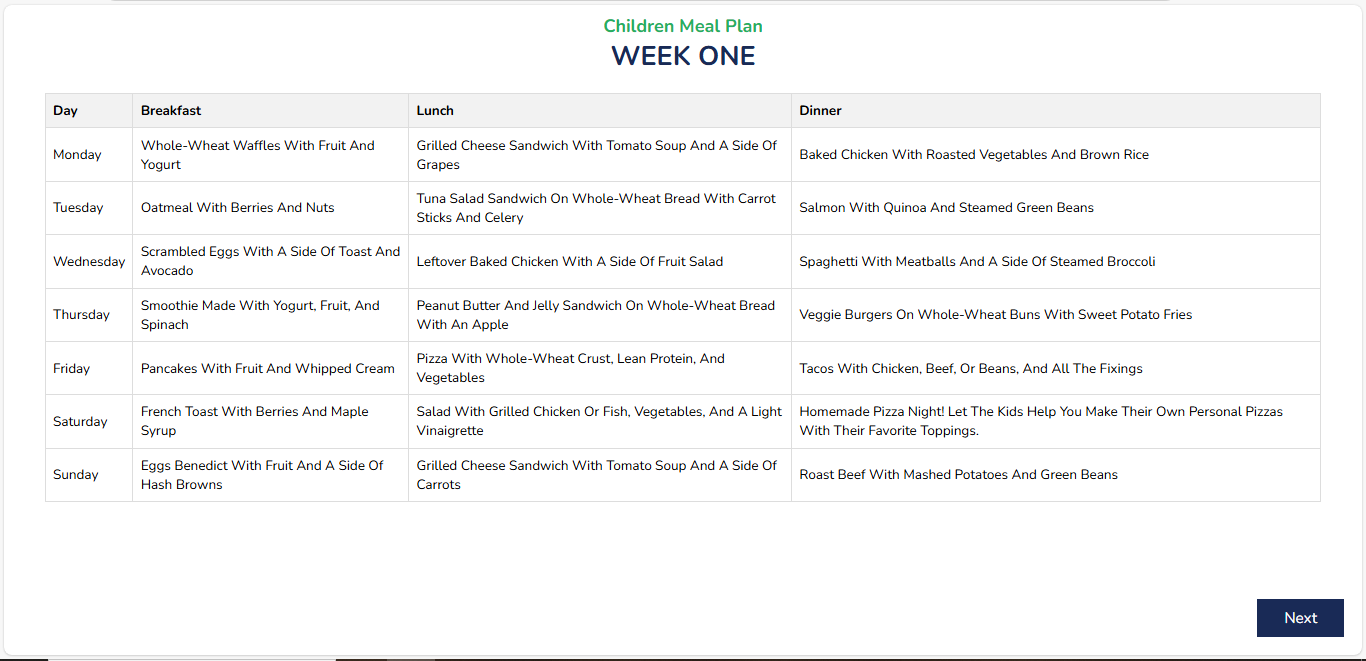 Children Meal Plan
WEEK ONE
Day Breakfast Lunch Dinner
Monday
Whole-Wheat Waffles With Fruit And
Yogurt
Grilled Cheese Sandwich With Tomato Soup And A Side Of
Grapes
Baked Chicken With Roasted Vegetables And Brown Rice
Tuesday
Oatmeal With Berries And Nuts
Tuna Salad Sandwich On Whole-Wheat Bread With Carrot
Sticks And Celery
Salmon With Quinoa And Steamed Green Beans
Wednesday
Scrambled Eggs With A Side Of Toast And
Avocado
Leftover Baked Chicken With A Side Of Fruit Salad
Spaghetti With Meatballs And A Side Of Steamed Broccoli
Thursday
Smoothie Made With Yogurt, Fruit, And
Spinach
Peanut Butter And Jelly Sandwich On Whole-Wheat Bread
With An Apple
Veggie Burgers On Whole-Wheat Buns With Sweet Potato Fries
Friday
Pancakes With Fruit And Whipped Cream
Pizza With Whole-Wheat Crust, Lean Protein, And
Vegetables
Tacos With Chicken, Beef, Or Beans, And All The Fixings
Saturday
French Toast With Berries And Maple
Syrup
Salad With Grilled Chicken Or Fish, Vegetables, And A Light
Vinaigrette
Homemade Pizza Night! Let The Kids Help You Make Their Own Personal Pizzas
With Their Favorite Toppings.
Sunday
Eggs Benedict With Fruit And A Side Of
Hash Browns
Grilled Cheese Sandwich With Tomato Soup And A Side Of
Carrots
Roast Beef With Mashed Potatoes And Green Beans
Next